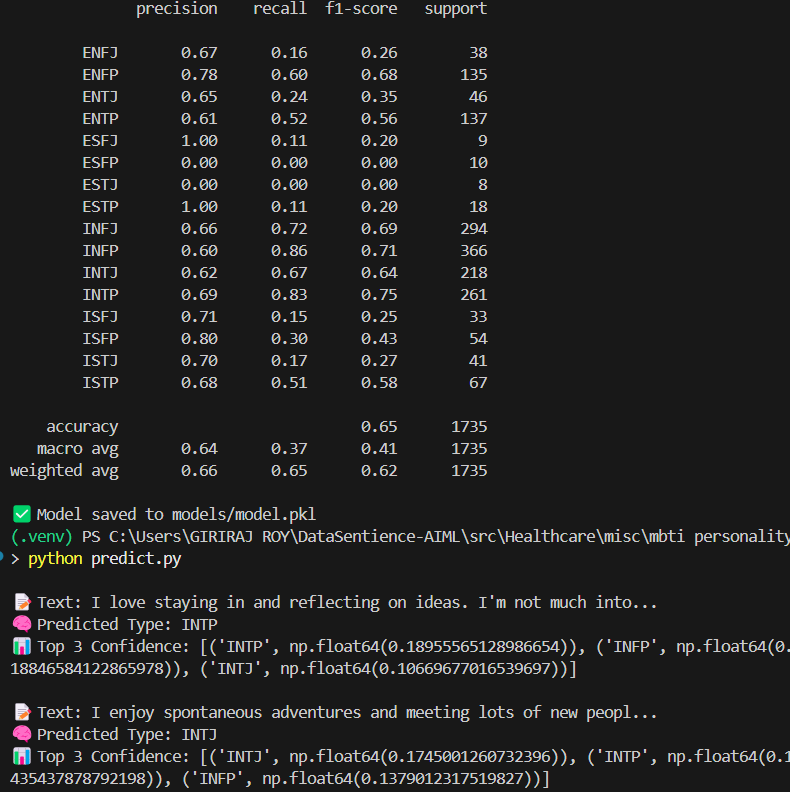 precision recall f1-score support
ENFJ 0.67 0.16 0.26 38
ENFP 0.78 0.60 0.68 135
ENTJ 0.65 0.24 0.35 46
ENTP 0.61 0.52 0.56 137
ESFJ 1.00 0.11 0.20 9
ESFP 0.00 0.00 0.00 10
ESTJ 0.00 0.00 0.00 8
ESTP 1.00 0.11 0.20 18
INFJ 0.66 0.72 0.69 294
INFP 0.60 0.86 0.71 366
INTJ 0.62 0.67 0.64 218
INTP 0.69 0.83 0.75 261
ISFJ 0.71 0.15 0.25 33
ISFP 0.80 0.30 0.43 54
ISTJ 0.70 0.17 0.27 41
ISTP 0.68 0.51 0.58 67
accuracy 0.65 1735
macro avg 0.64 0.37 0.41 1735
weighted avg 0.66 0.65 0.62 1735
✅ Model saved to models/model.pkl
(.venv) PS C:\Users\GIRIRAJ ROY\DataSentience-AIML\src\Healthcare\misc\mbti personality
> python predict.py
📝 Text: I love staying in and reflecting on ideas. I'm not much into...
🧠 Predicted Type: INTP
📊 Top 3 Confidence: [('INTP', np.float64(0.18955565128986654)), ('INFP', np.float64(0.
18846584122865978)), ('INTJ', np.float64(0.10669677016539697))]
📝 Text: I enjoy spontaneous adventures and meeting lots of new peopl...
🧠 Predicted Type: INTJ
📊 Top 3 Confidence: [('INTJ', np.float64(0.1745001260732396)), ('INTP', np.float64(0.1
435437878792198)), ('INFP', np.float64(0.1379012317519827))]